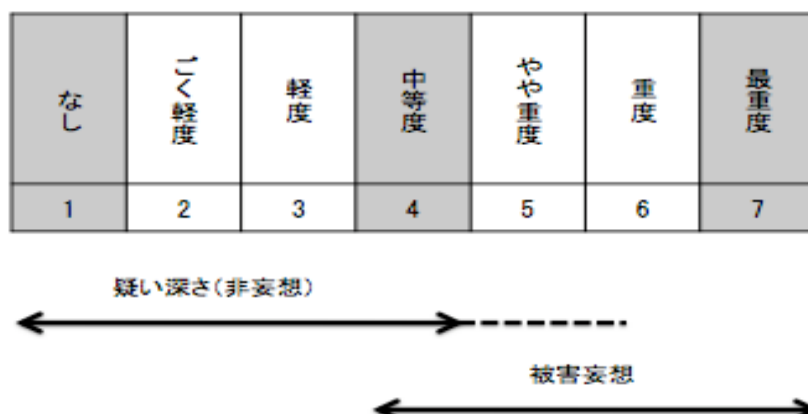 なし
ごく軽度
軽度
中等度
やや重度
重度
最重度
1 2 3 4 5 6 7
疑い深さ(非妄想)
被害妄想